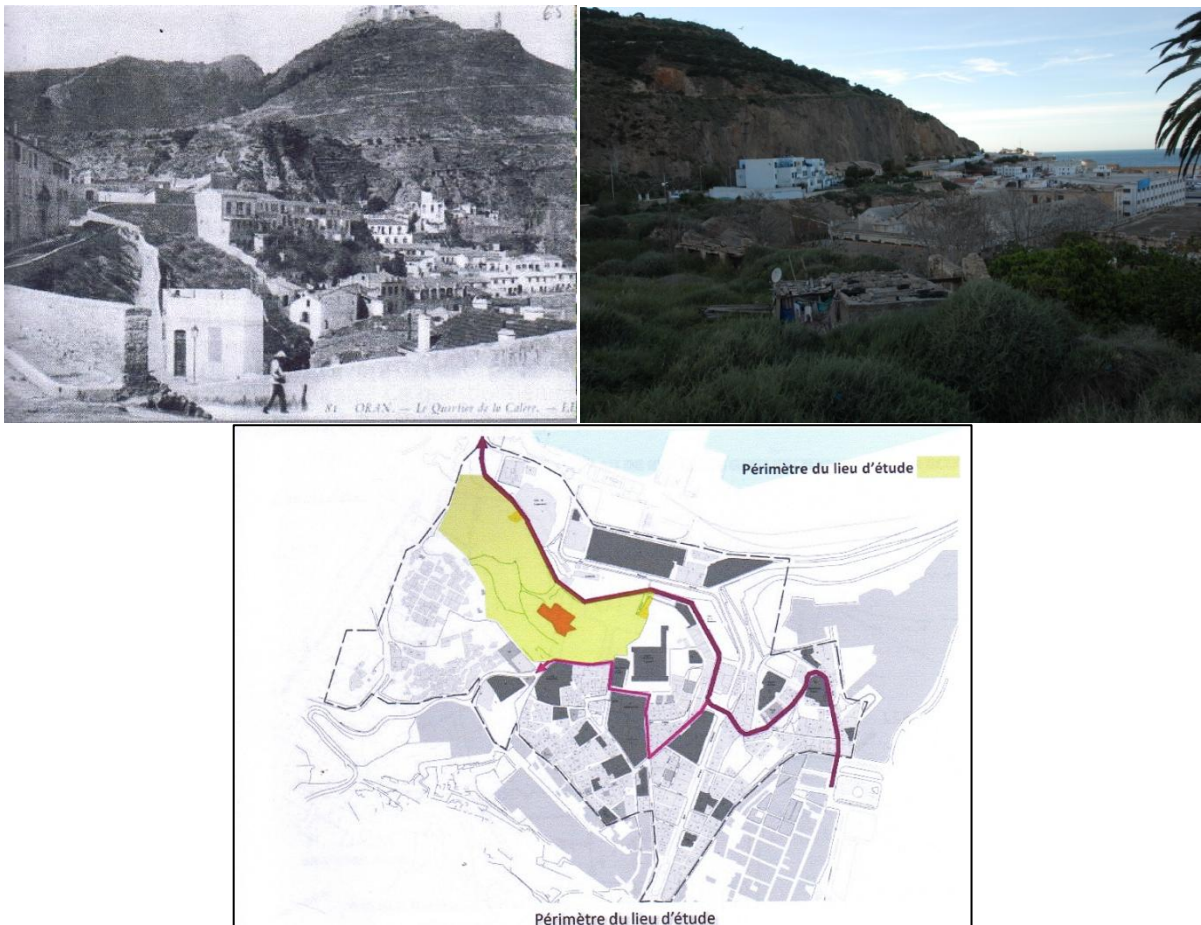 65
81 ORAN. — Le Quartier de la Calère. — LL
Périmètre du lieu d'étude
Périmètre du lieu d'étude